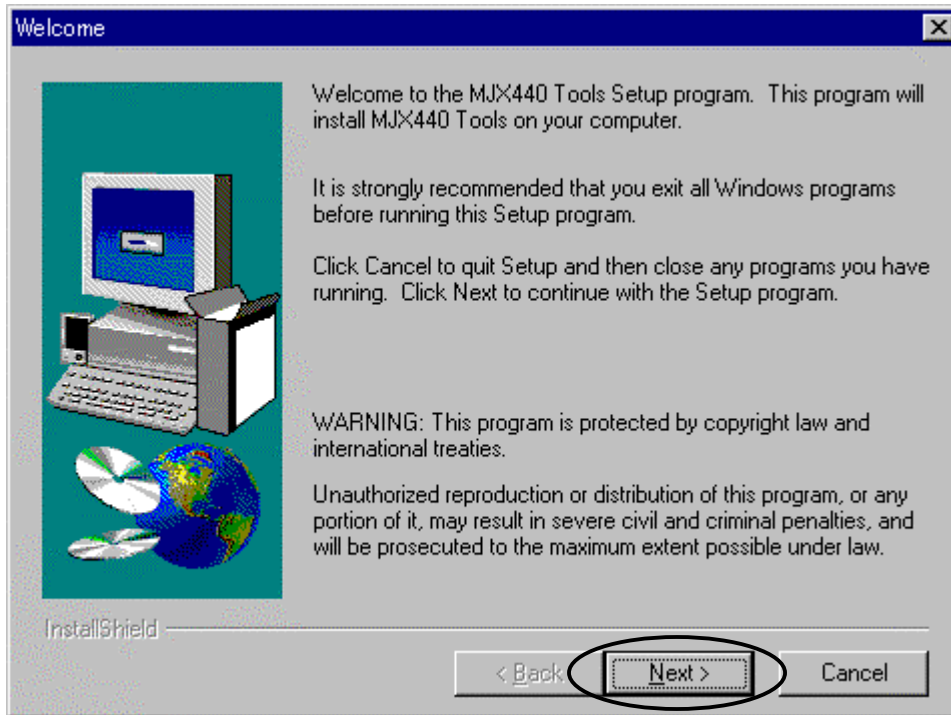 Welcome
Welcome to the MJX440 Tools Setup program. This program will
install MJX440 Tools on your computer.
It is strongly recommended that you exit all Windows programs
before running this Setup program.
Click Cancel to quit Setup and then close any programs you have
running. Click Next to continue with the Setup program.
WARNING: This program is protected by copyright law and
international treaties.
Unauthorized reproduction or distribution of this program, or any
portion of it, may result in severe civil and criminal penalties, and
will be prosecuted to the maximum extent possible under law.
InstallShield
< Back
Next >
Cancel